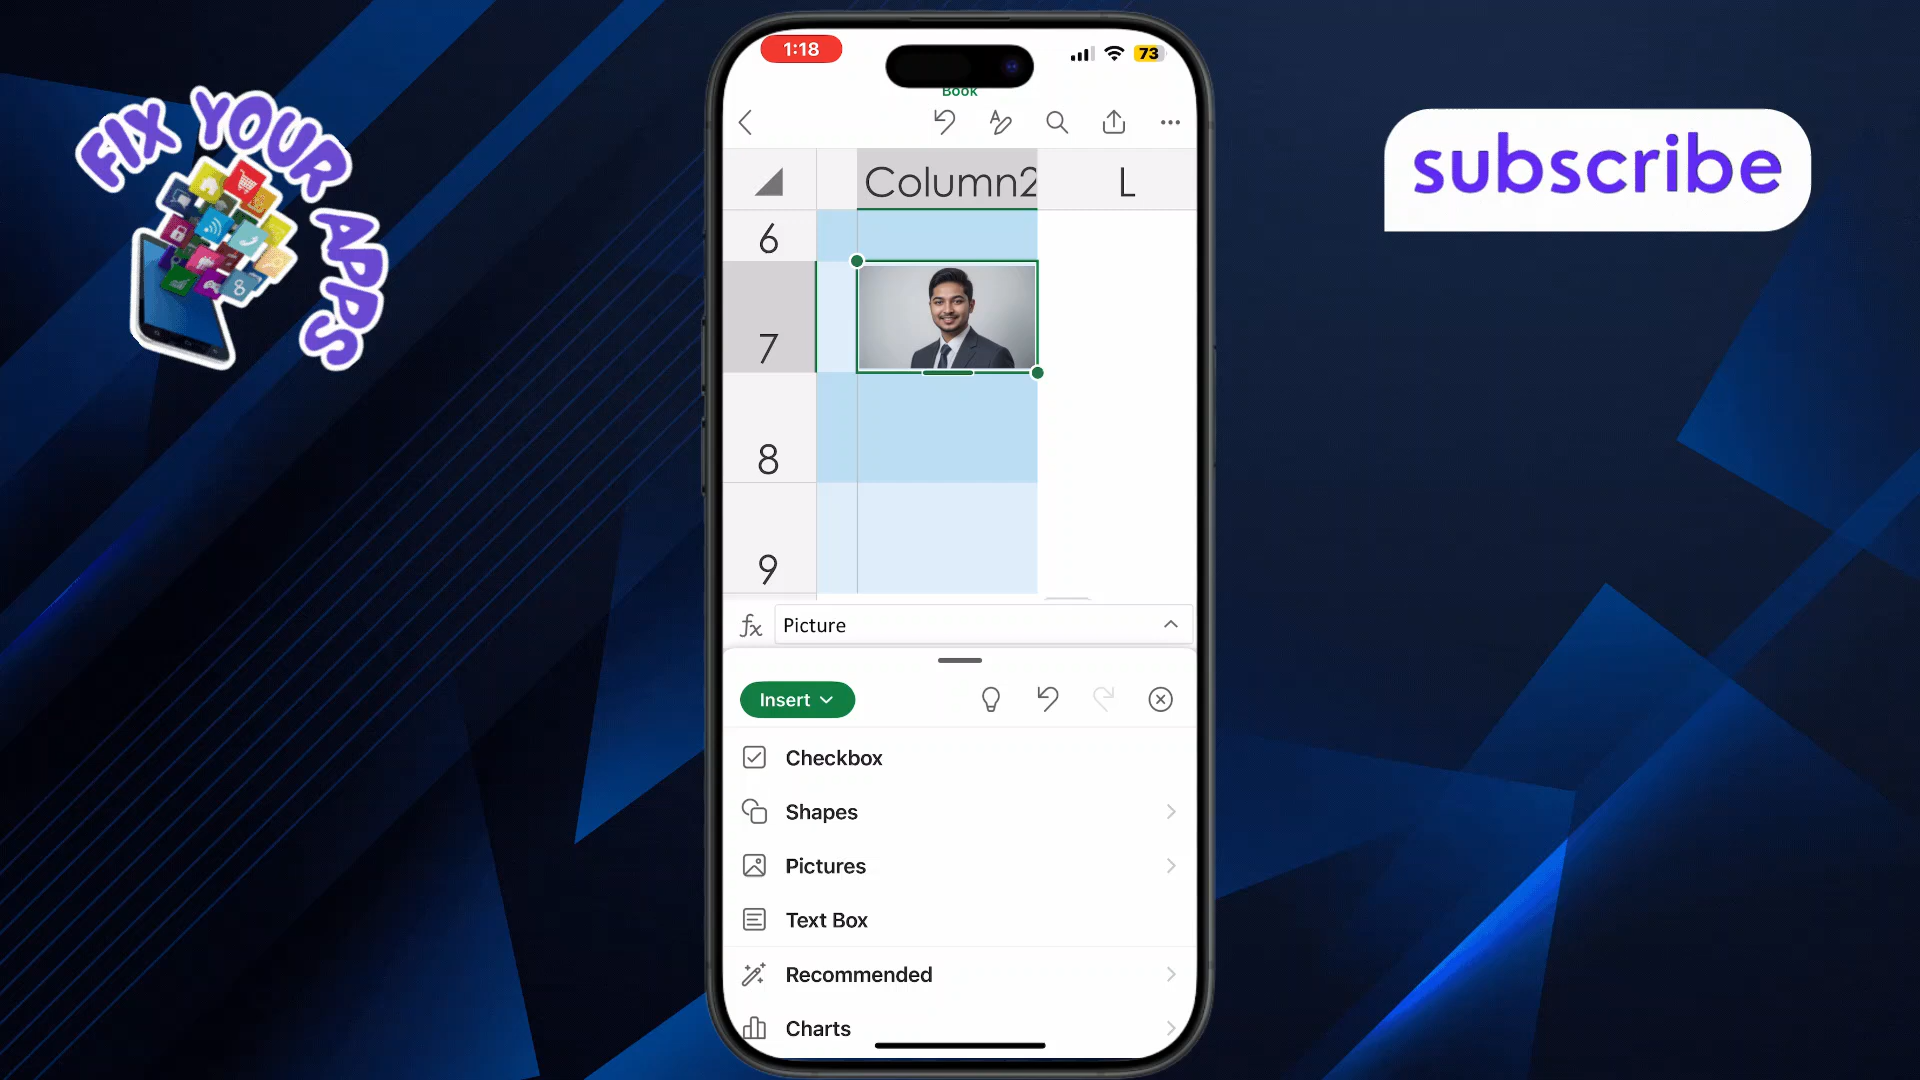 FIX YOUR APPS
subscribe
1:18
73
Book
Column2
L
6
7
8
9
fx
Picture
Insert
Checkbox
Shapes
Pictures
Text Box
Recommended
Charts